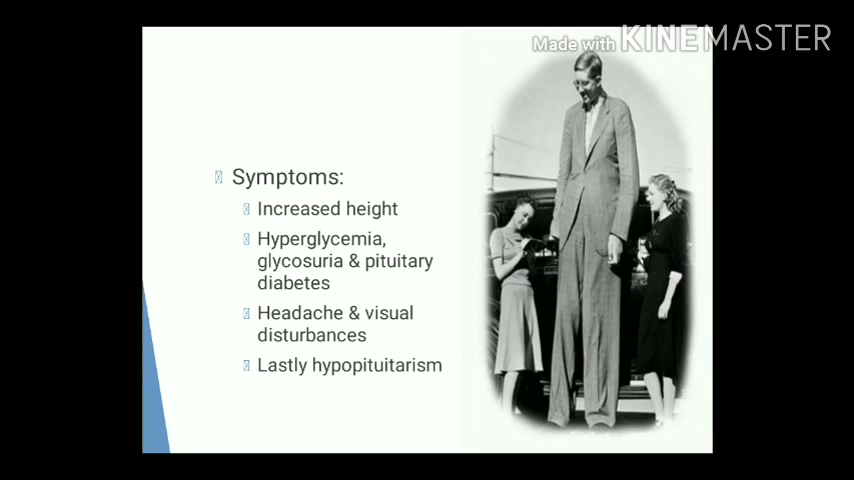 Made with KINEMASTER
Symptoms:
Increased height
Hyperglycemia,
glycosuria & pituitary
diabetes
Headache & visual
disturbances
Lastly hypopituitarism